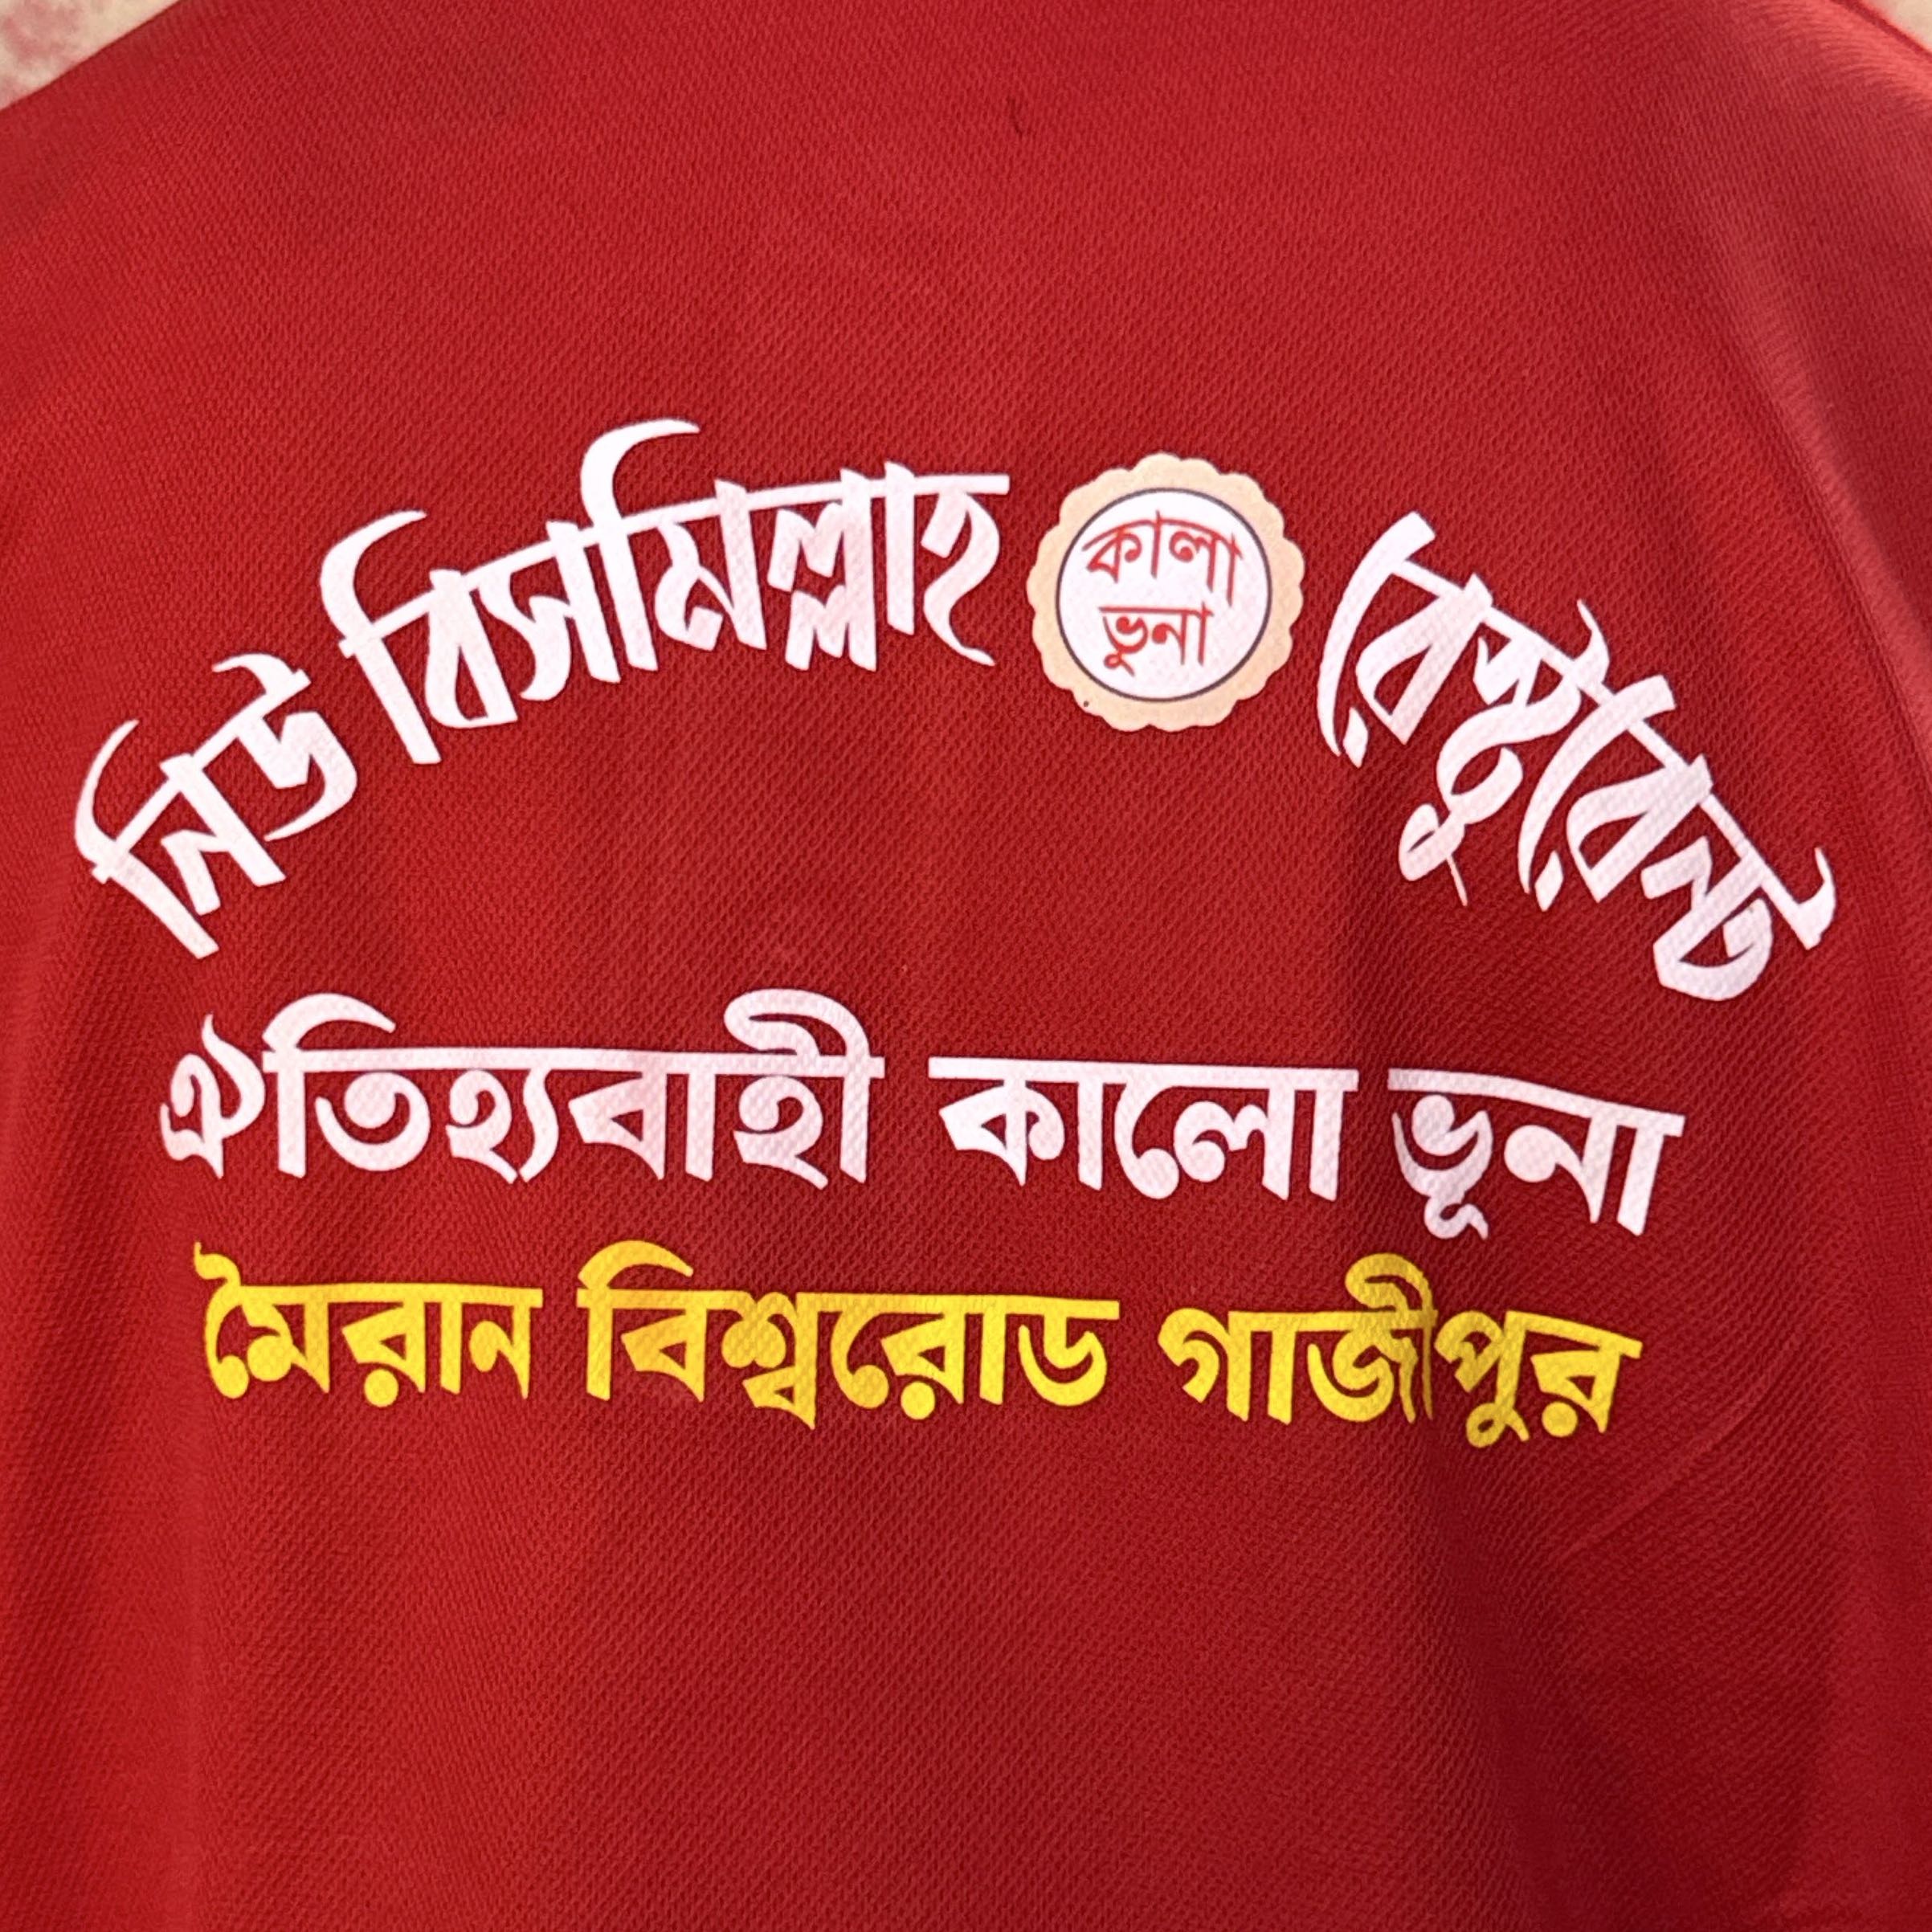 নিউ বিসমিল্লাহ
কালা
ভুনা
রেস্তুরেন্ট
ঐতিহ্যবাহী কালো ভূনা
মৈরান বিশ্বরোড গাজীপুর